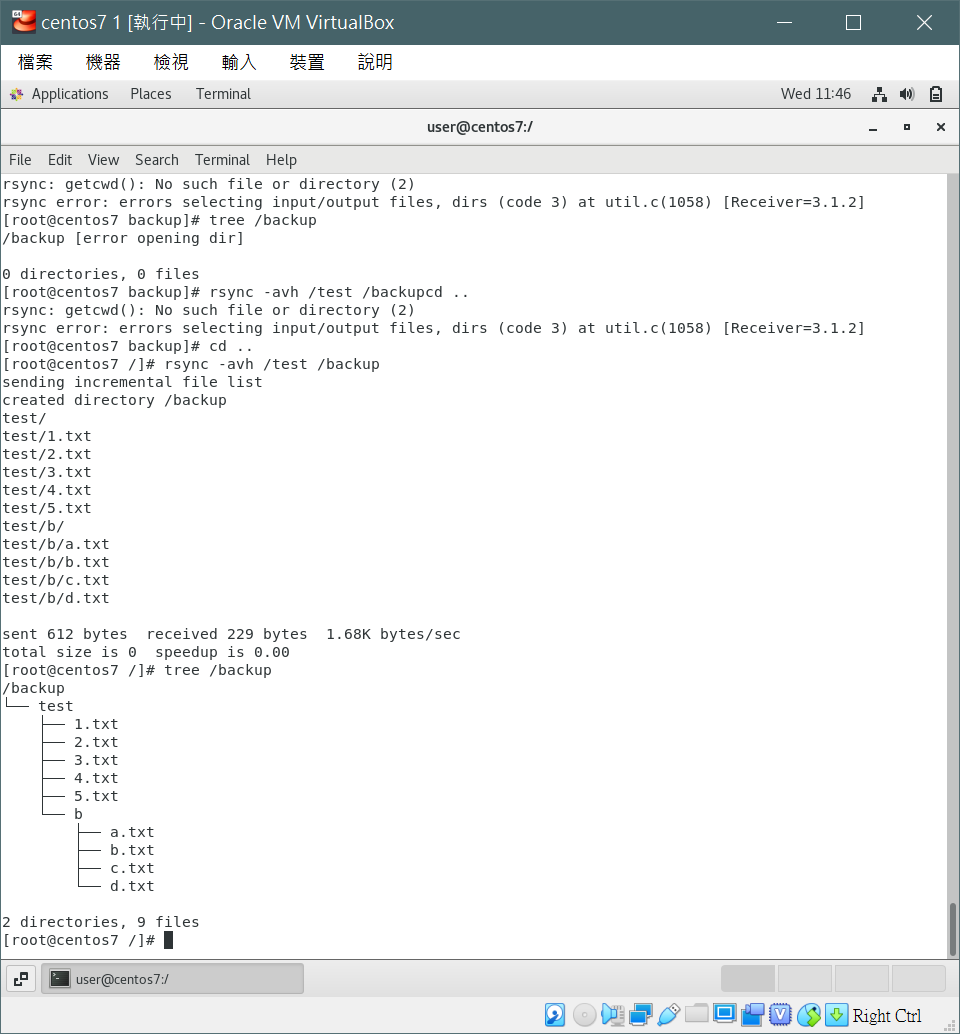 centos7 1 [執行中] - Oracle VM VirtualBox
檔案 機器 檢視 輸入 裝置 說明
Applications Places Terminal Wed 11:46
user@centos7:/
File Edit View Search Terminal Help
rsync: getcwd(): No such file or directory (2)
rsync error: errors selecting input/output files, dirs (code 3) at util.c(1058) [Receiver=3.1.2]
[root@centos7 backup]# tree /backup
/backup [error opening dir]
0 directories, 0 files
[root@centos7 backup]# rsync -avh /test /backupcd ..
rsync: getcwd(): No such file or directory (2)
rsync error: errors selecting input/output files, dirs (code 3) at util.c(1058) [Receiver=3.1.2]
[root@centos7 backup]# cd ..
[root@centos7 /]# rsync -avh /test /backup
sending incremental file list
created directory /backup
test/
test/1.txt
test/2.txt
test/3.txt
test/4.txt
test/5.txt
test/b/
test/b/a.txt
test/b/b.txt
test/b/c.txt
test/b/d.txt
sent 612 bytes  received 229 bytes  1.68K bytes/sec
total size is 0  speedup is 0.00
[root@centos7 /]# tree /backup
/backup
└── test
    ├── 1.txt
    ├── 2.txt
    ├── 3.txt
    ├── 4.txt
    ├── 5.txt
    └── b
        ├── a.txt
        ├── b.txt
        ├── c.txt
        └── d.txt
2 directories, 9 files
[root@centos7 /]#
user@centos7:/
Right Ctrl